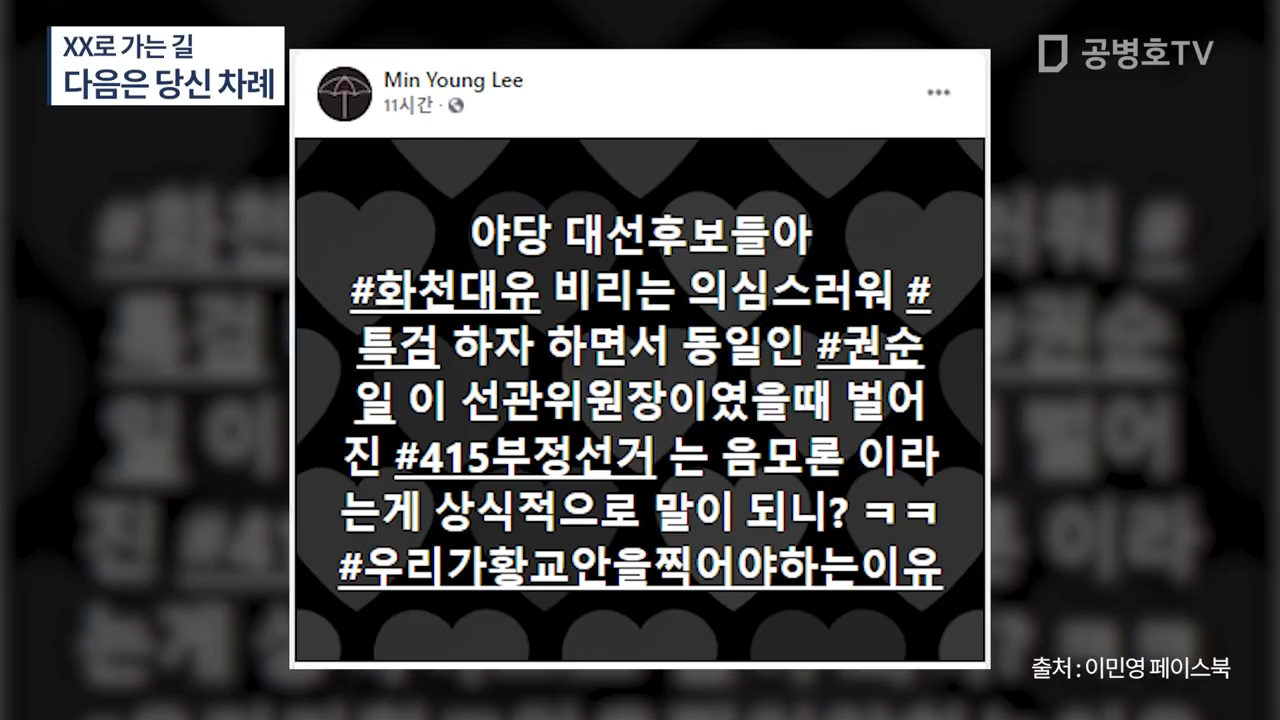 XX로 가는 길
다음은 당신 차례
공병호TV
Min Young Lee
11시간 ·
야당 대선후보들아
#화천대유 비리는 의심스러워 #
특검 하자 하면서 동일인 #권순
일 이 선관위원장이였을때 벌어
진 #415부정선거 는 음모론 이라
는게 상식적으로 말이 되니? ㅋㅋ
#우리가황교안을찍어야하는이유
출처 : 이민영 페이스북